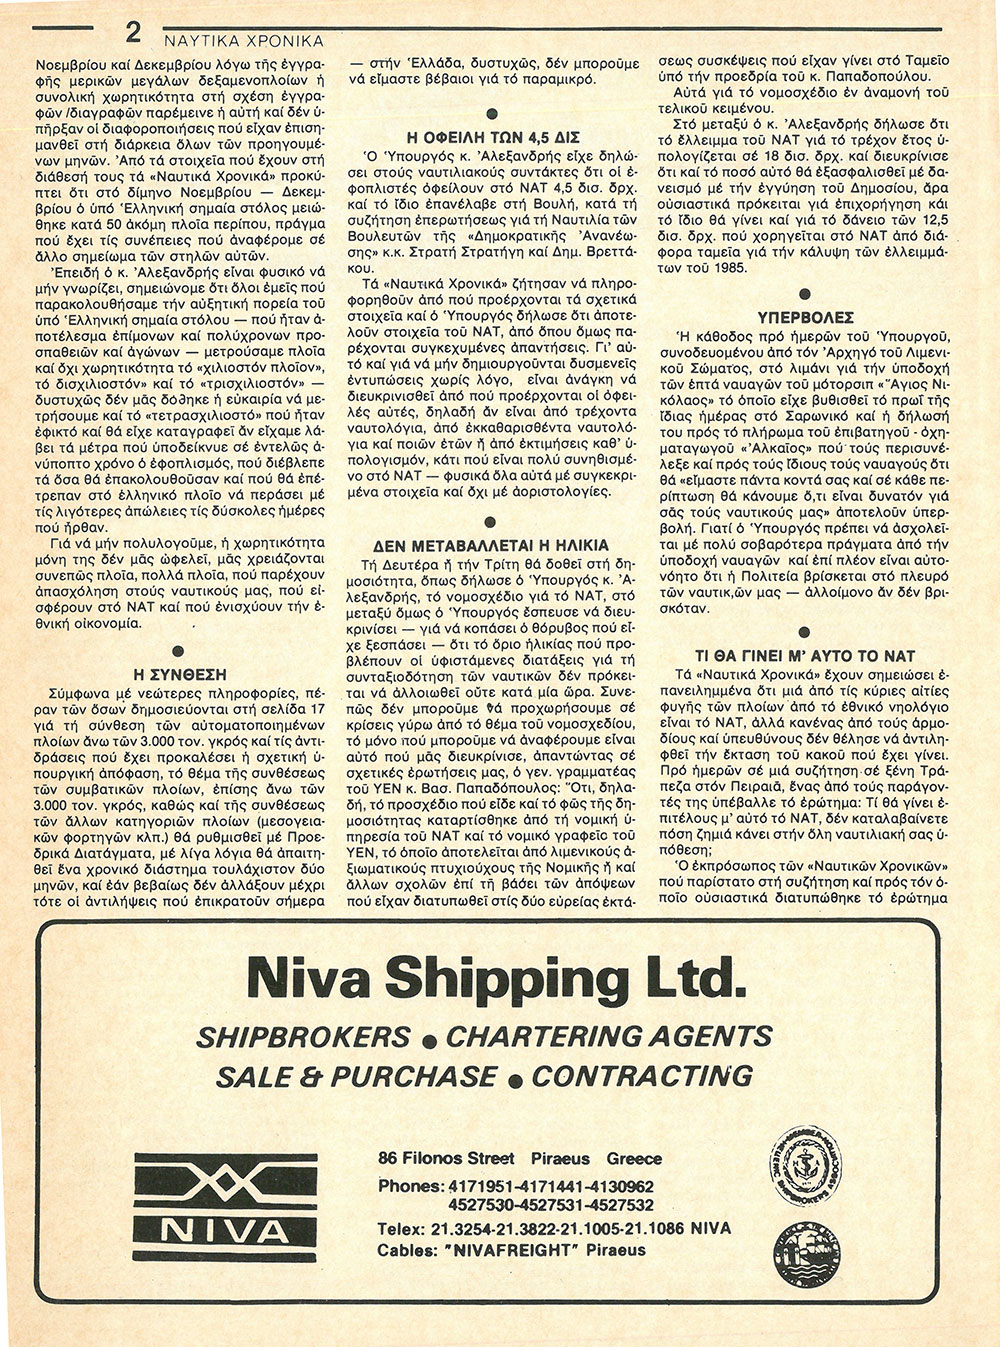 2
ΝΑΥΤΙΚΑ ΧΡΟΝΙΚΑ
Νοεμβρίου καί Δεκεμβρίου λόγω τῆς ἐγγρα-
φῆς μερικῶν μεγάλων δεξαμενοπλοίων ἡ
συνολική χωρητικότητα στή σχέση ἐγγρα-
φῶν /διαγραφῶν παρέμεινε ἡ αὐτή καί δέν ὑ-
πῆρξαν οἱ διαφοροποιήσεις πού εἶχαν ἐπιση-
μανθεῖ στή διάρκεια ὅλων τῶν προηγουμέ-
νων μηνῶν. Ἀπό τά στοιχεῖα πού ἔχουν στή
διάθεσή τους τά «Ναυτικά Χρονικά» προκύ-
πτει ὅτι στό δίμηνο Νοεμβρίου — Δεκεμ-
βρίου ὁ ὑπό Ἑλληνική σημαία στόλος μειώ-
θηκε κατά 50 ἀκόμη πλοῖα περίπου, πράγμα
πού ἔχει τίς συνέπειες πού ἀναφέρομε σέ
ἄλλο σημείωμα τῶν στηλῶν αὐτῶν.
Ἐπειδή ὁ κ. Ἀλεξανδρής εἶναι φυσικό νά
μήν γνωρίζει, σημειώνομε ὅτι ὅλοι ἐμεῖς πού
παρακολουθήσαμε τήν αὐξητική πορεία τοῦ
ὑπό Ἑλληνική σημαία στόλου — πού ἦταν ἀ-
ποτέλεσμα ἐπίμονων καί πολύχρονων προ-
σπαθειῶν καί ἀγώνων — μετρούσαμε πλοῖα
καί ὄχι χωρητικότητα τό «χιλιοστόν πλοῖον»,
τό δισχιλιοστόν» καί τό «τρισχιλιοστόν» —
δυστυχῶς δέν μᾶς δόθηκε ἡ εὐκαιρία νά με-
τρήσουμε καί τό «τετρασχιλιοστό» πού ἦταν
ἐφικτό καί θά εἶχε καταγραφεῖ ἄν εἴχαμε λά-
βει τά μέτρα πού ὑποδείκνυε σέ ἐντελῶς ἀ-
νύποπτο χρόνο ὁ ἐφοπλισμός, πού διέβλεπε
τά ὅσα θά ἐπακολουθοῦσαν καί πού θά ἐπέ-
τρεπαν στό ἑλληνικό πλοῖο νά περάσει μέ
τίς λιγότερες ἀπώλειες τίς δύσκολες ἡμέρες
πού ἦρθαν.
Γιά νά μήν πολυλογοῦμε, ἡ χωρητικότητα
μόνη της δέν μᾶς ὠφελεῖ, μᾶς χρειάζονται
συνεπῶς πλοῖα, πολλά πλοῖα, πού παρέχουν
ἀπασχόληση στούς ναυτικούς μας, πού εἰ-
σφέρουν στό ΝΑΤ καί πού ἐνισχύουν τήν ἐ-
θνική οἰκονομία.
●
Η ΣΥΝΘΕΣΗ
Σύμφωνα μέ νεώτερες πληροφορίες, πέ-
ραν τῶν ὅσων δημοσιεύονται στή σελίδα 17
γιά τή σύνθεση τῶν αὐτοματοποιημένων
πλοίων ἄνω τῶν 3.000 τον. γκρός καί τίς ἀντι-
δράσεις πού ἔχει προκαλέσει ἡ σχετική ὑ-
πουργική ἀπόφαση, τό θέμα τῆς συνθέσεως
τῶν συμβατικῶν πλοίων, ἐπίσης ἄνω τῶν
3.000 τον. γκρός, καθώς καί τῆς συνθέσεως
τῶν ἄλλων κατηγοριῶν πλοίων (μεσογεια-
κῶν φορτηγῶν κλπ.) θά ρυθμισθεῖ μέ Προε-
δρικά Διατάγματα, μέ λίγα λόγια θά ἀπαιτη-
θεῖ ἕνα χρονικό διάστημα τουλάχιστον δύο
μηνῶν, καί ἐάν βεβαίως δέν ἀλλάξουν μέχρι
τότε οἱ ἀντιλήψεις πού ἐπικρατοῦν σήμερα
— στήν Ἑλλάδα, δυστυχῶς, δέν μποροῦμε
νά εἴμαστε βέβαιοι γιά τό παραμικρό.
●
Η ΟΦΕΙΛΗ ΤΩΝ 4,5 ΔΙΣ
Ὁ Ὑπουργός κ. Ἀλεξανδρής εἶχε δηλώ-
σει στούς ναυτιλιακούς συντάκτες ὅτι οἱ ἐ-
φοπλιστές ὀφείλουν στό ΝΑΤ 4,5 δισ. δρχ.
καί τό ἴδιο ἐπανέλαβε στή Βουλή, κατά τή
συζήτηση ἐπερωτήσεως γιά τή Ναυτιλία τῶν
Βουλευτῶν τῆς «Δημοκρατικῆς Ἀνανέω-
σης» κ.κ. Στρατή Στρατήγη καί Δημ. Βρεττά-
κου.
Τά «Ναυτικά Χρονικά» ζήτησαν νά πληρο-
φορηθοῦν ἀπό πού προέρχονται τά σχετικά
στοιχεῖα καί ὁ Ὑπουργός δήλωσε ὅτι ἀποτε-
λοῦν στοιχεῖα τοῦ ΝΑΤ, ἀπό ὅπου ὅμως πα-
ρέχονται συγκεχυμένες ἀπαντήσεις. Γι' αὐ-
τό καί γιά νά μήν δημιουργοῦνται δυσμενεῖς
ἐντυπώσεις χωρίς λόγο, εἶναι ἀνάγκη νά
διευκρινισθεῖ ἀπό πού προέρχονται οἱ ὀφει-
λές αὐτές, δηλαδή ἄν εἶναι ἀπό τρέχοντα
ναυτολόγια, ἀπό ἐκκαθαρισθέντα ναυτολό-
για καί ποιῶν ἐτῶν ἤ ἀπό ἐκτιμήσεις καθ' ὑ-
πολογισμόν, κάτι πού εἶναι πολύ συνηθισμέ-
νο στό ΝΑΤ — φυσικά ὅλα αὐτά μέ συγκεκρι-
μένα στοιχεῖα καί ὄχι μέ ἀοριστολογίες.
●
ΔΕΝ ΜΕΤΑΒΑΛΛΕΤΑΙ Η ΗΛΙΚΙΑ
Τή Δευτέρα ἤ τήν Τρίτη θά δοθεῖ στή δη-
μοσιότητα, ὅπως δήλωσε ὁ Ὑπουργός κ. Ἀ-
λεξανδρής, τό νομοσχέδιο γιά τό ΝΑΤ, στό
μεταξύ ὅμως ὁ Ὑπουργός ἔσπευσε νά διευ-
κρινίσει — γιά νά κοπάσει ὁ θόρυβος πού εἶ-
χε ξεσπάσει — ὅτι τό ὅριο ἡλικίας πού προ-
βλέπουν οἱ ὑφιστάμενες διατάξεις γιά τή
συνταξιοδότηση τῶν ναυτικῶν δέν πρόκει-
ται νά ἀλλοιωθεῖ οὔτε κατά μία ὥρα. Συνε-
πῶς δέν μποροῦμε νά προχωρήσουμε σέ
κρίσεις γύρω ἀπό τό θέμα τοῦ νομοσχεδίου,
τό μόνο πού μποροῦμε νά ἀναφέρουμε εἶναι
αὐτό πού μᾶς διευκρίνισε, ἀπαντώντας σέ
σχετικές ἐρωτήσεις μας, ὁ γεν. γραμματέας
τοῦ ΥΕΝ κ. Βασ. Παπαδόπουλος: Ὅτι, δηλα-
δή, τό προσχέδιο πού εἶδε καί τό φῶς τῆς δη-
μοσιότητας καταρτίσθηκε ἀπό τή νομική ὑ-
πηρεσία τοῦ ΝΑΤ καί τό νομικό γραφεῖο τοῦ
ΥΕΝ, τό ὁποῖο ἀποτελεῖται ἀπό λιμενικούς ἀ-
ξιωματικούς πτυχιούχους τῆς Νομικῆς ἤ καί
ἄλλων σχολῶν ἐπί τῆ βάσει τῶν ἀπόψεων
πού εἶχαν διατυπωθεῖ στίς δύο εὐρείας ἐκτά-
σεως συσκέψεις πού εἶχαν γίνει στό Ταμεῖο
ὑπό τήν προεδρία τοῦ κ. Παπαδοπούλου.
Αὐτά γιά τό νομοσχέδιο ἐν ἀναμονή τοῦ
τελικοῦ κειμένου.
Στό μεταξύ ὁ κ. Ἀλεξανδρής δήλωσε ὅτι
τό ἔλλειμμα τοῦ ΝΑΤ γιά τό τρέχον ἔτος ὑ-
πολογίζεται σέ 18 δισ. δρχ. καί διευκρίνισε
ὅτι καί τό ποσό αὐτό θά ἐξασφαλισθεῖ μέ δα-
νεισμό μέ τήν ἐγγύηση τοῦ Δημοσίου, ἄρα
οὐσιαστικά πρόκειται γιά ἐπιχορήγηση κάι
τό ἴδιο θά γίνει καί γιά τό δάνειο τῶν 12,5
δισ. δρχ. πού χορηγεῖται στό ΝΑΤ ἀπό διά-
φορα ταμεῖα γιά τήν κάλυψη τῶν ἐλλειμμά-
των τοῦ 1985.
●
ΥΠΕΡΒΟΛΕΣ
Ἡ κάθοδος πρό ἡμερῶν τοῦ Ὑπουργοῦ,
συνοδευομένου ἀπό τόν Ἀρχηγό τοῦ Λιμενι-
κοῦ Σώματος, στό λιμάνι γιά τήν ὑποδοχή
τῶν ἑπτά ναυαγῶν τοῦ μότορσιπ «Ἅγιος Νι-
κόλαος» τό ὁποῖο εἶχε βυθισθεῖ τό πρωΐ τῆς
ἴδιας ἡμέρας στό Σαρωνικό καί ἡ δήλωσή
του πρός τό πλήρωμα τοῦ ἐπιβατηγοῦ - ὀχη-
ματαγωγοῦ «Ἀλκαῖος» πού τούς περισυνέ-
λεξε καί πρός τούς ἴδιους τούς ναυαγούς ὅτι
θά «εἴμαστε πάντα κοντά σας καί σέ κάθε πε-
ρίπτωση θά κάνουμε ὅ,τι εἶναι δυνατόν γιά
σᾶς τούς ναυτικούς μας» ἀποτελοῦν ὑπερ-
βολή. Γιατί ὁ Ὑπουργός πρέπει νά ἀσχολεῖ-
ται μέ πολύ σοβαρότερα πράγματα ἀπό τήν
ὑποδοχή ναυαγῶν καί ἐπί πλέον εἶναι αὐτο-
νόητο ὅτι ἡ Πολιτεία βρίσκεται στό πλευρό
τῶν ναυτικ,ῶν μας — ἀλλοίμονο ἄν δέν βρι-
σκόταν.
●
ΤΙ ΘΑ ΓΙΝΕΙ Μ' ΑΥΤΟ ΤΟ ΝΑΤ
Τά «Ναυτικά Χρονικά» ἔχουν σημειώσει ἐ-
πανειλημμένα ὅτι μιά ἀπό τίς κύριες αἰτίες
φυγῆς τῶν πλοίων ἀπό τό ἐθνικό νηολόγιο
εἶναι τό ΝΑΤ, ἀλλά κανένας ἀπό τούς ἁρμο-
δίους καί ὑπευθύνους δέν θέλησε νά ἀντιλη-
φθεῖ τήν ἔκταση τοῦ κακοῦ πού ἔχει γίνει.
Πρό ἡμερῶν σέ μιά συζήτηση σέ ξένη Τρά-
πεζα στόν Πειραιᾶ, ἕνας ἀπό τούς παράγον-
τές της ὑπέβαλλε τό ἐρώτημα: Τί θά γίνει ἐ-
πιτέλους μ' αὐτό τό ΝΑΤ, δέν καταλαβαίνετε
πόση ζημιά κάνει στήν ὅλη ναυτιλιακή σας ὑ-
πόθεση;
Ὁ ἐκπρόσωπος τῶν «Ναυτικῶν Χρονικῶν»
πού παρίστατο στή συζήτηση καί πρός τόν ὁ-
ποῖο οὐσιαστικά διατυπώθηκε τό ἐρώτημα
Niva Shipping Ltd.
SHIPBROKERS ● CHARTERING AGENTS
SALE & PURCHASE ● CONTRACTING
NIVA
86 Filonos Street Piraeus Greece
Phones: 4171951-4171441-4130962
4527530-4527531-4527532
Telex: 21.3254-21.3822-21.1005-21.1086 NIVA
Cables: "NIVAFREIGHT" Piraeus
MEMBER
HELLENIC SHIPBROKERS ASSOCIATION